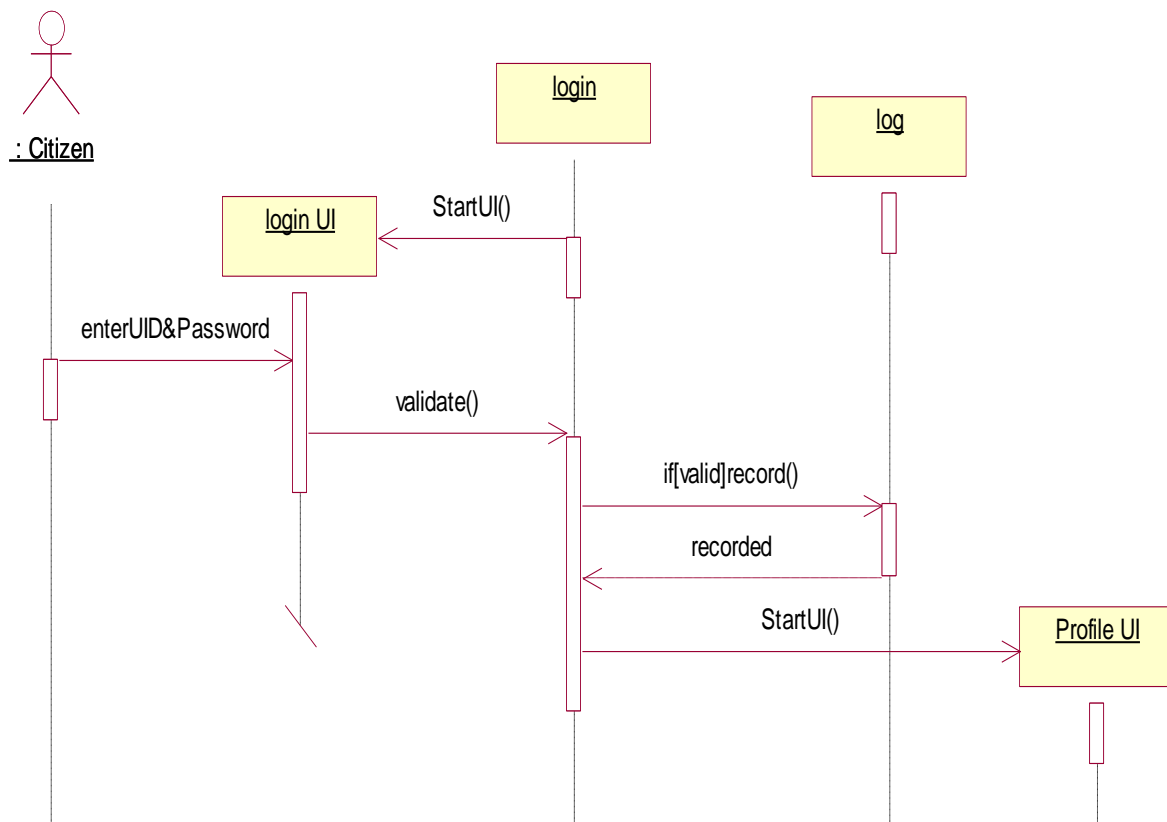 : Citizen
login
log
login UI
StartUI()
enterUID&Password
validate()
if[valid]record()
recorded
StartUI()
Profile UI